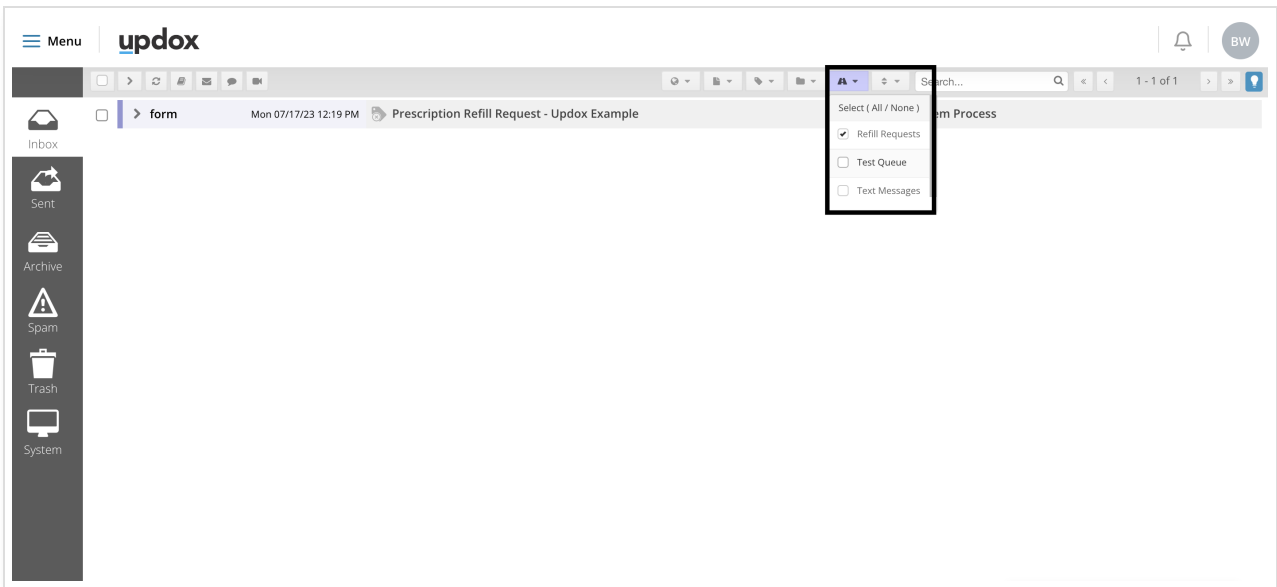 Menu
updox
BW
Search...
1 - 1 of 1
form Mon 07/17/23 12:19 PM Prescription Refill Request - Updox Example em Process
Select ( All / None )
Refill Requests
Test Queue
Text Messages
Inbox
Sent
Archive
Spam
Trash
System